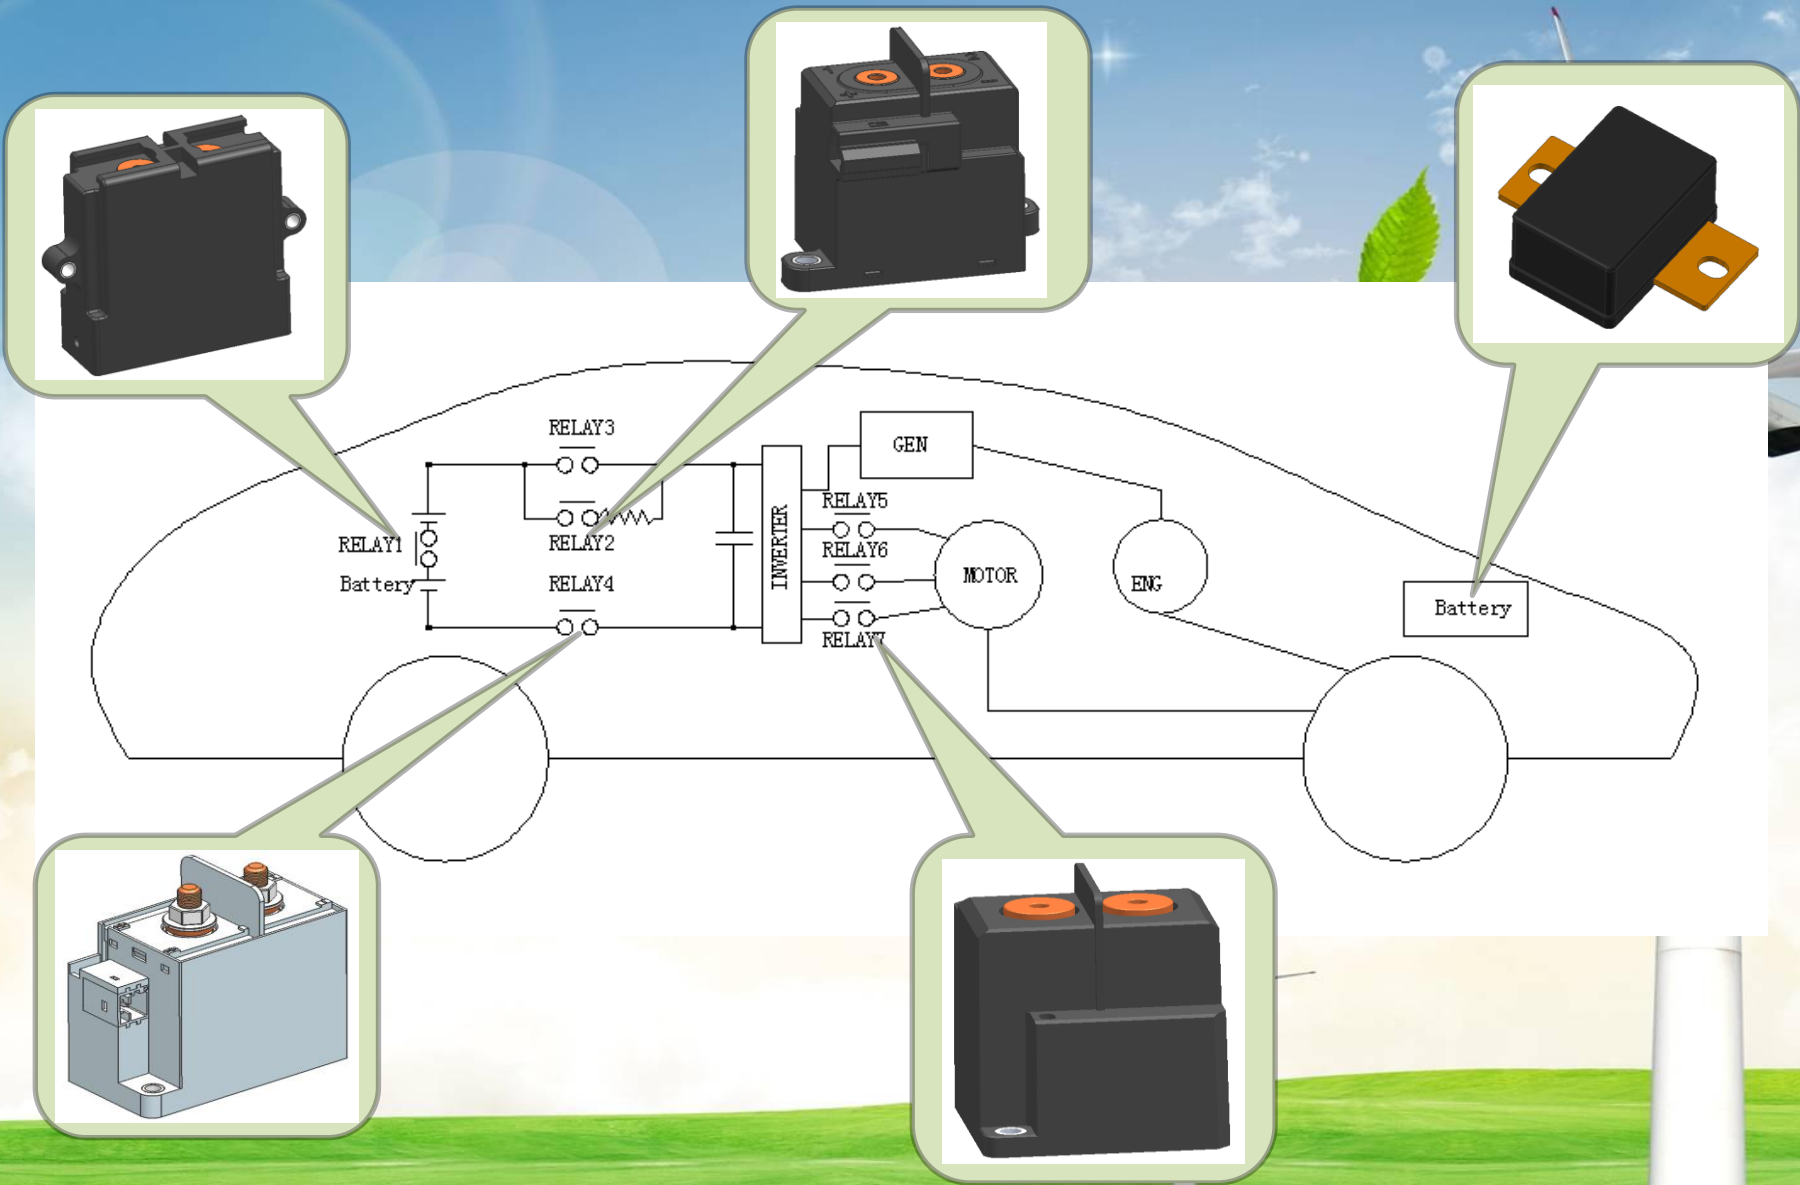 RELAY3
GEN
RELAY5
RELAY1
RELAY2
INVERTER
RELAY6
Battery
RELAY4
MOTOR
ENG
Battery
RELAY7